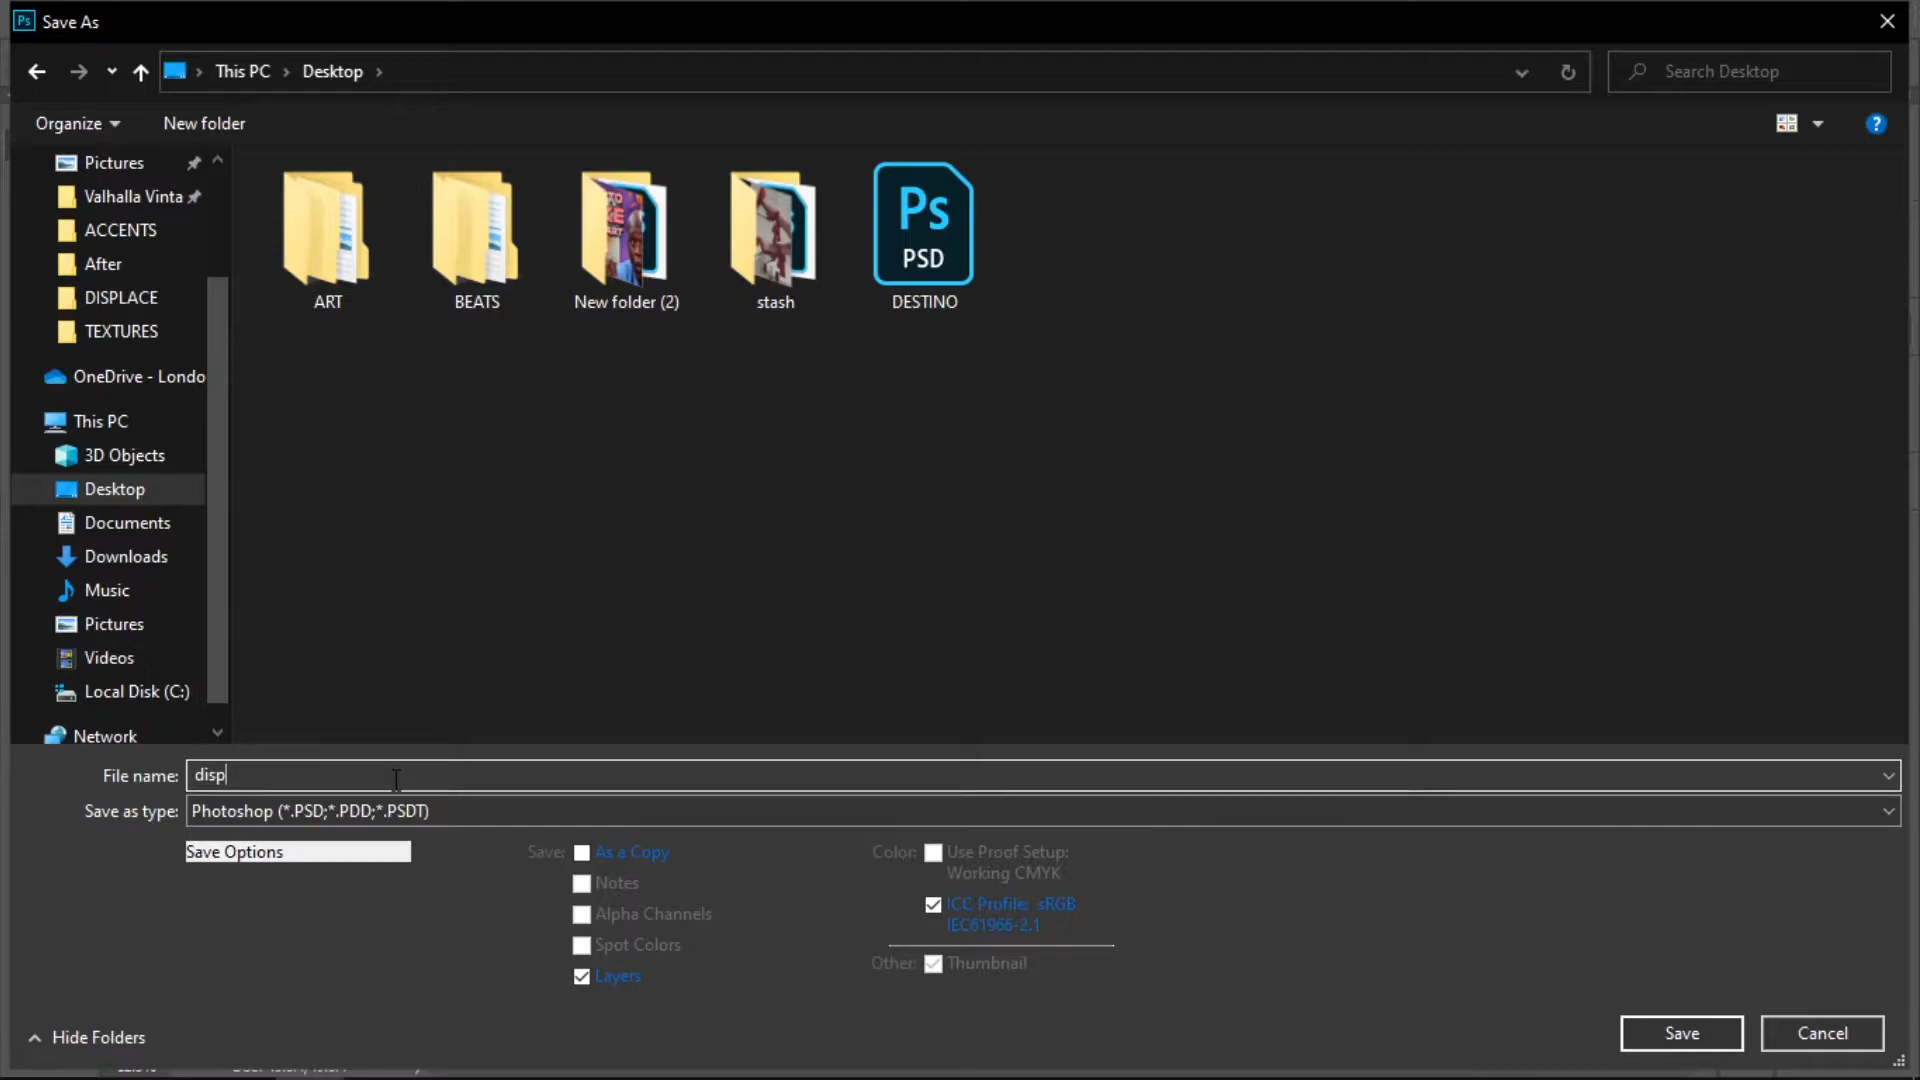 Ps Save As
This PC Desktop
Search Desktop
Organize
New folder
?
Pictures
Valhalla Vinta
ACCENTS
After
DISPLACE
TEXTURES
OneDrive - Londo
This PC
3D Objects
Desktop
Documents
Downloads
Music
Pictures
Videos
Local Disk (C:)
Network
Ps
PSD
ART
BEATS
New folder (2)
stash
DESTINO
File name: disp
Save as type: Photoshop (*.PSD;*.PDD;*.PSDT)
Save Options
Save: As a Copy
Notes
Alpha Channels
Spot Colors
Layers
Color: Use Proof Setup:
Working CMYK
ICC Profile: sRGB
IEC61966-2.1
Other: Thumbnail
Hide Folders
Save
Cancel